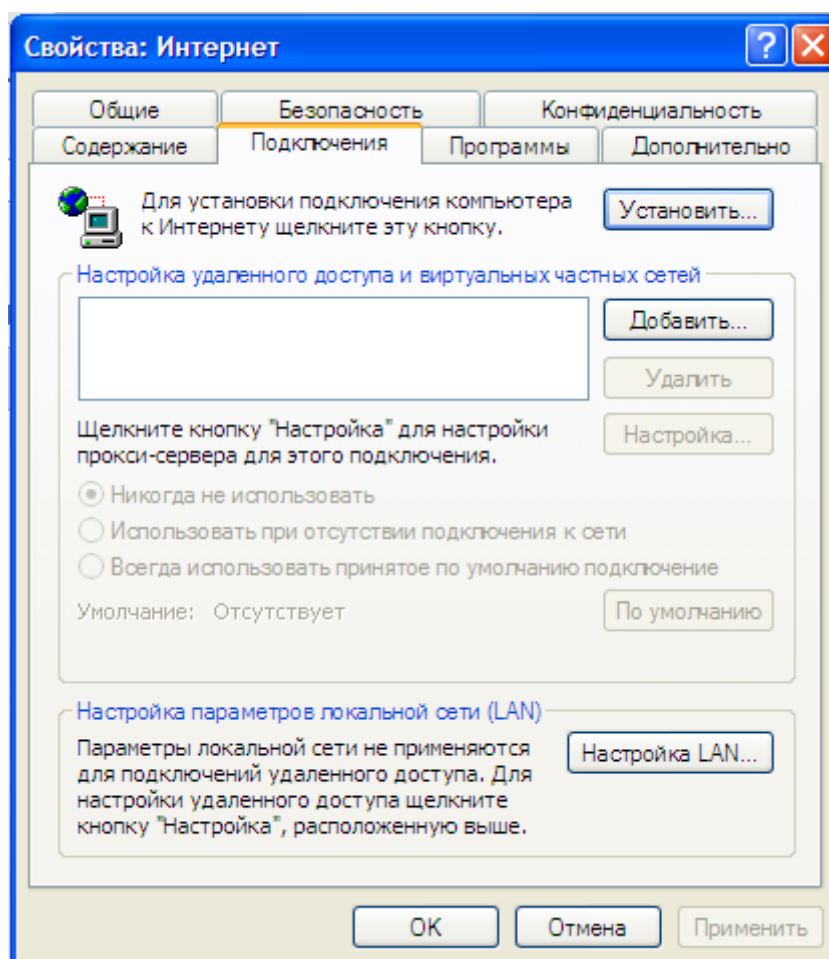 Свойства: Интернет
Общие
Безопасность
Конфиденциальность
Содержание
Подключения
Программы
Дополнительно
Для установки подключения компьютера
к Интернету щелкните эту кнопку.
Установить...
Настройка удаленного доступа и виртуальных частных сетей
Добавить...
Удалить
Щелкните кнопку "Настройка" для настройки
прокси-сервера для этого подключения.
Настройка...
Никогда не использовать
Использовать при отсутствии подключения к сети
Всегда использовать принятое по умолчанию подключение
Умолчание: Отсутствует
По умолчанию
Настройка параметров локальной сети (LAN)
Параметры локальной сети не применяются
для подключений удаленного доступа. Для
настройки удаленного доступа щелкните
кнопку "Настройка", расположенную выше.
Настройка LAN...
OK
Отмена
Применить